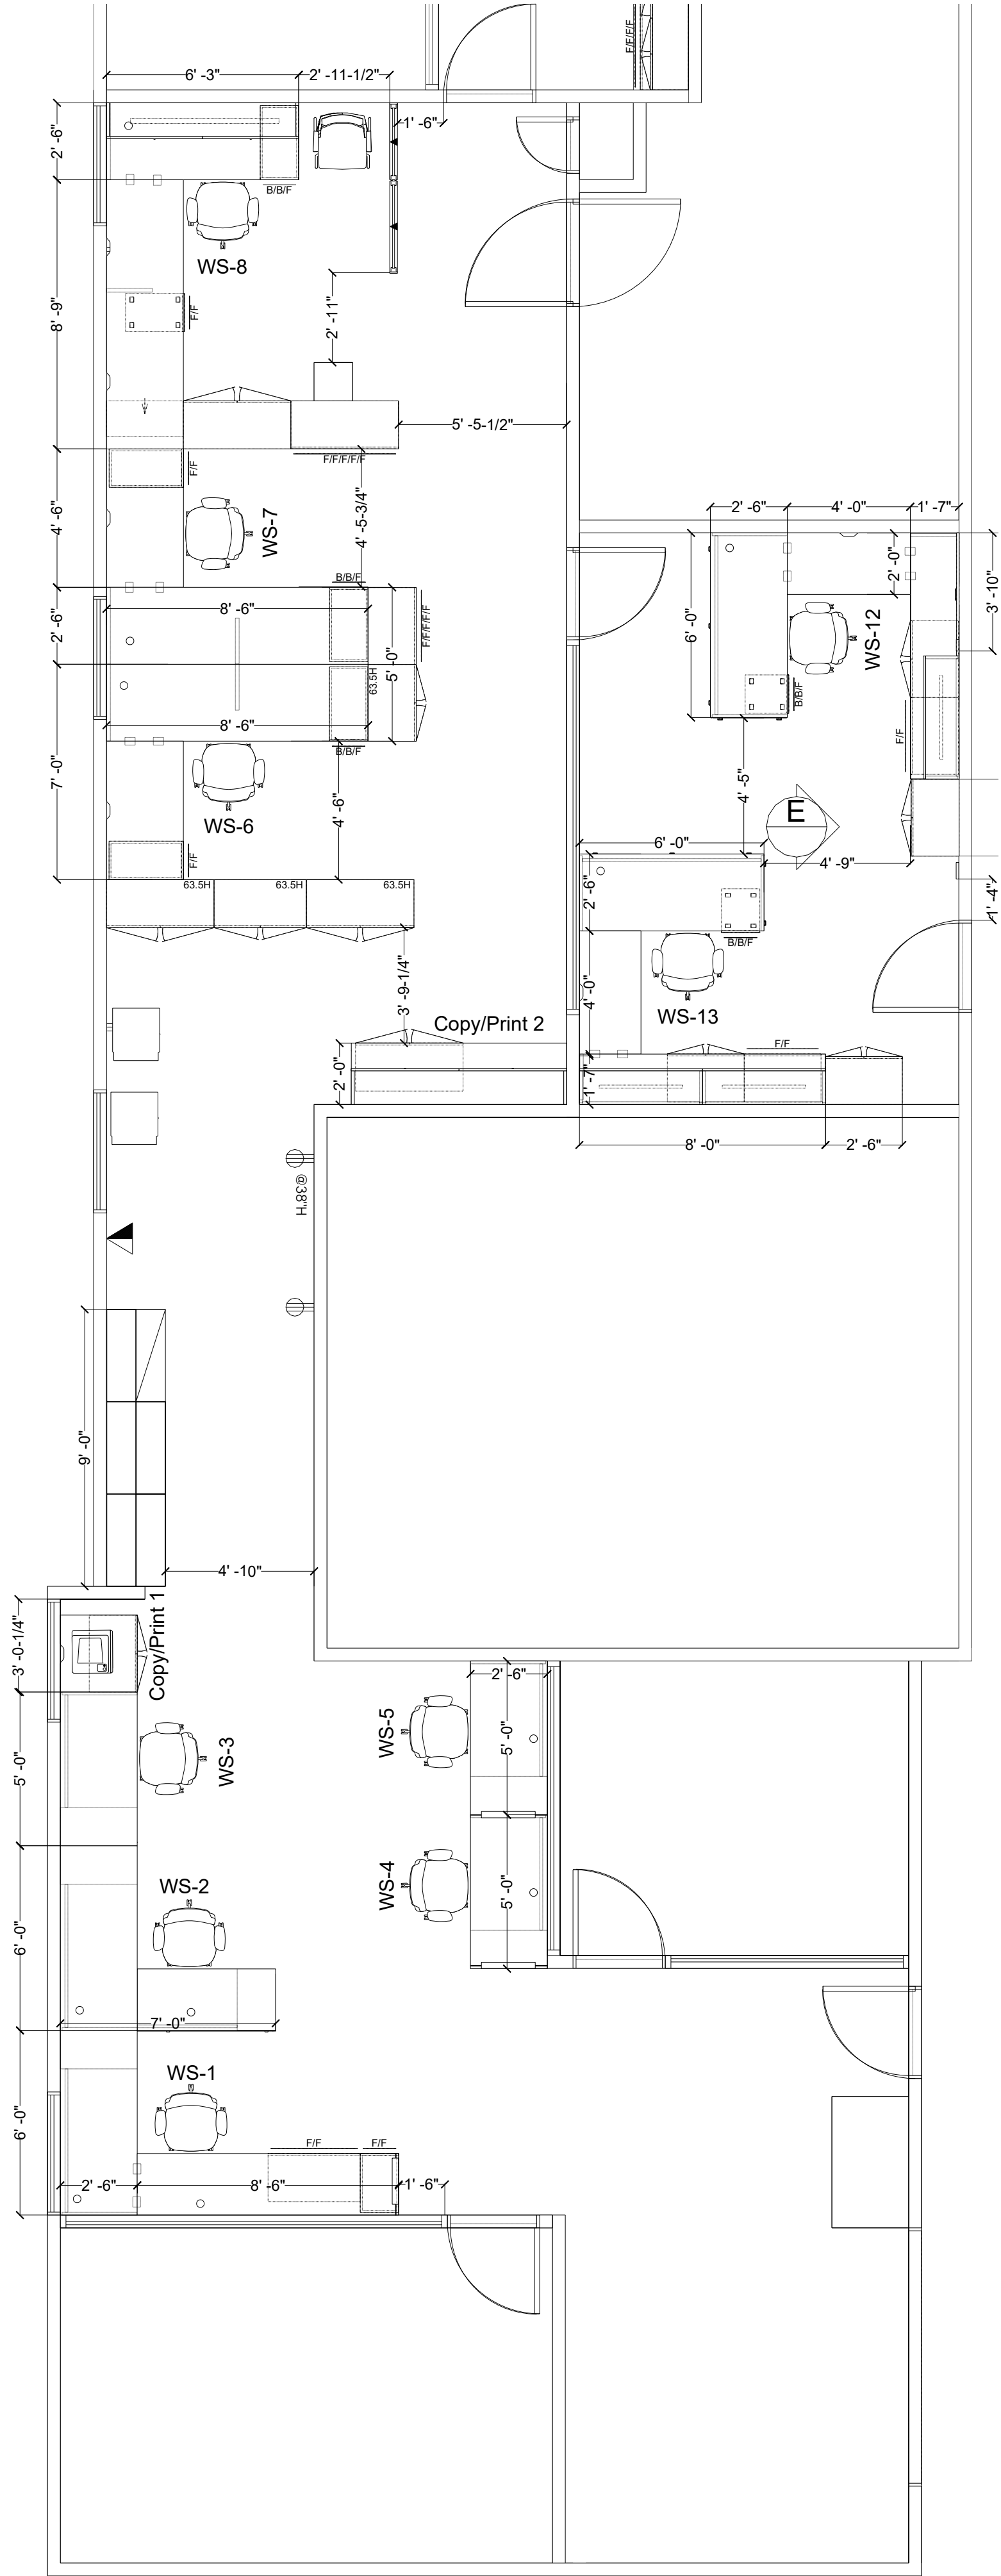 F/F/F/F
6' -3"
2' -11-1/2"
1' -6"
2' -6"
B/B/F
WS-8
F/F
8' -9"
2' -11"
5' -5-1/2"
F/F/F/F/F
F/F
WS-7
4' -6"
4' -5-3/4"
2' -6"
4' -0"
1' -7"
2' -0"
3' -10"
B/B/F
8' -6"
F/F/F/F/F
2' -6"
6' -0"
WS-12
5' -0"
63.5H
B/B/F
8' -6"
F/F
B/B/F
7' -0"
4' -5"
WS-6
4' -6"
E
6' -0"
4' -9"
F/F
63.5H
63.5H
63.5H
2' -6"
1' -4"
B/B/F
3' -9-1/4"
4' -0"
WS-13
Copy/Print 2
F/F
2' -0"
1' -7"
8' -0"
2' -6"
@38"H
9' -0"
4' -10"
Copy/Print 1
3' -0-1/4"
2' -6"
WS-5
5' -0"
WS-3
5' -0"
WS-4
5' -0"
WS-2
6' -0"
7' -0"
WS-1
6' -0"
F/F
F/F
2' -6"
8' -6"
1' -6"